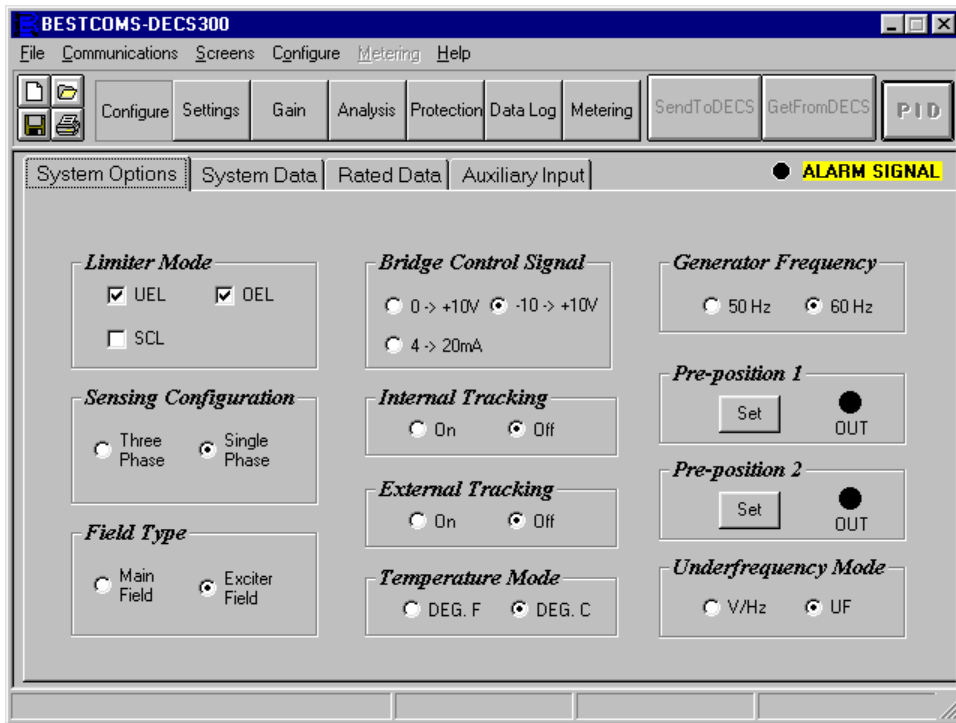 BESTCOMS-DECS300
File Communications Screens Configure Metering Help
Configure Settings Gain Analysis Protection Data Log Metering SendToDECS GetFromDECS PID
System Options System Data Rated Data Auxiliary Input ALARM SIGNAL
Limiter Mode
UEL OEL
SCL
Sensing Configuration
Three Phase
Single Phase
Field Type
Main Field
Exciter Field
Bridge Control Signal
0 -> +10V -10 -> +10V
4 -> 20mA
Internal Tracking
On Off
External Tracking
On Off
Temperature Mode
DEG. F DEG. C
Generator Frequency
50 Hz 60 Hz
Pre-position 1
Set OUT
Pre-position 2
Set OUT
Underfrequency Mode
V/Hz UF